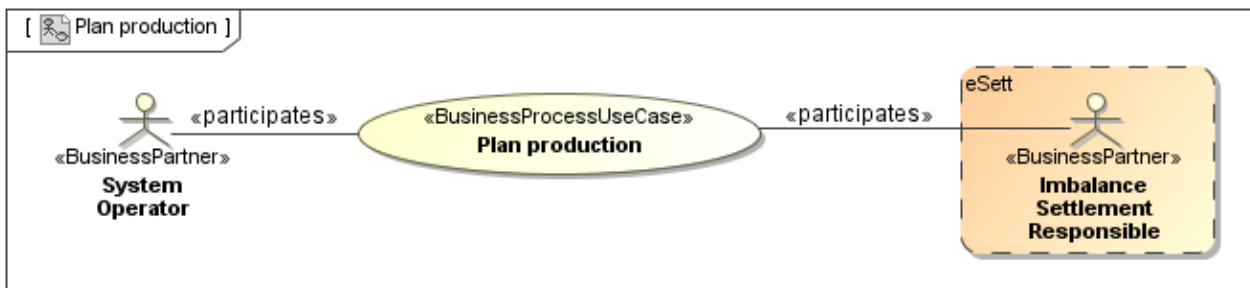 [ Plan production ]
eSett
«participates»
«BusinessProcessUseCase»
Plan production
«participates»
«BusinessPartner»
System
Operator
«BusinessPartner»
Imbalance
Settlement
Responsible